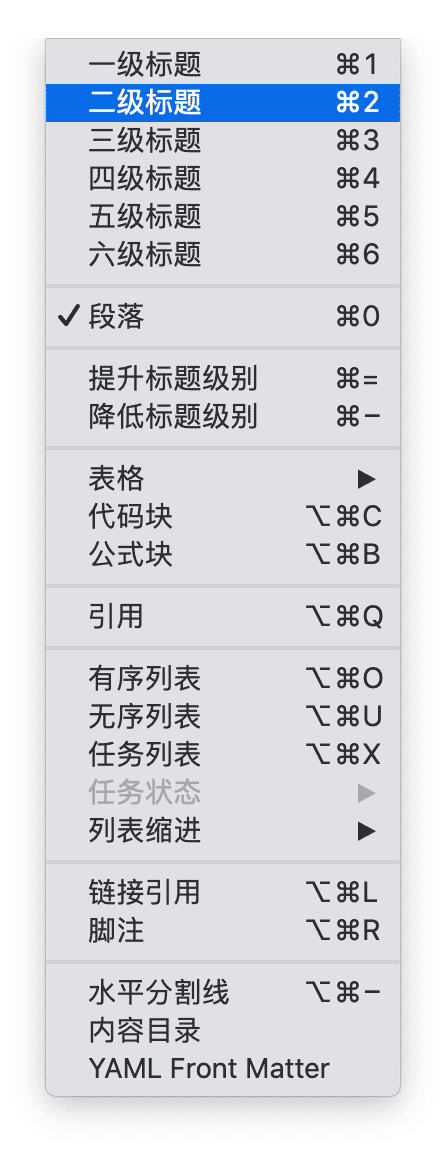 一级标题 ⌘1
二级标题 ⌘2
三级标题 ⌘3
四级标题 ⌘4
五级标题 ⌘5
六级标题 ⌘6
✓ 段落 ⌘0
提升标题级别 ⌘=
降低标题级别 ⌘−
表格 ▶
代码块 ⌥⌘C
公式块 ⌥⌘B
引用 ⌥⌘Q
有序列表 ⌥⌘O
无序列表 ⌥⌘U
任务列表 ⌥⌘X
任务状态 ▶
列表缩进 ▶
链接引用 ⌥⌘L
脚注 ⌥⌘R
水平分割线 ⌥⌘−
内容目录
YAML Front Matter